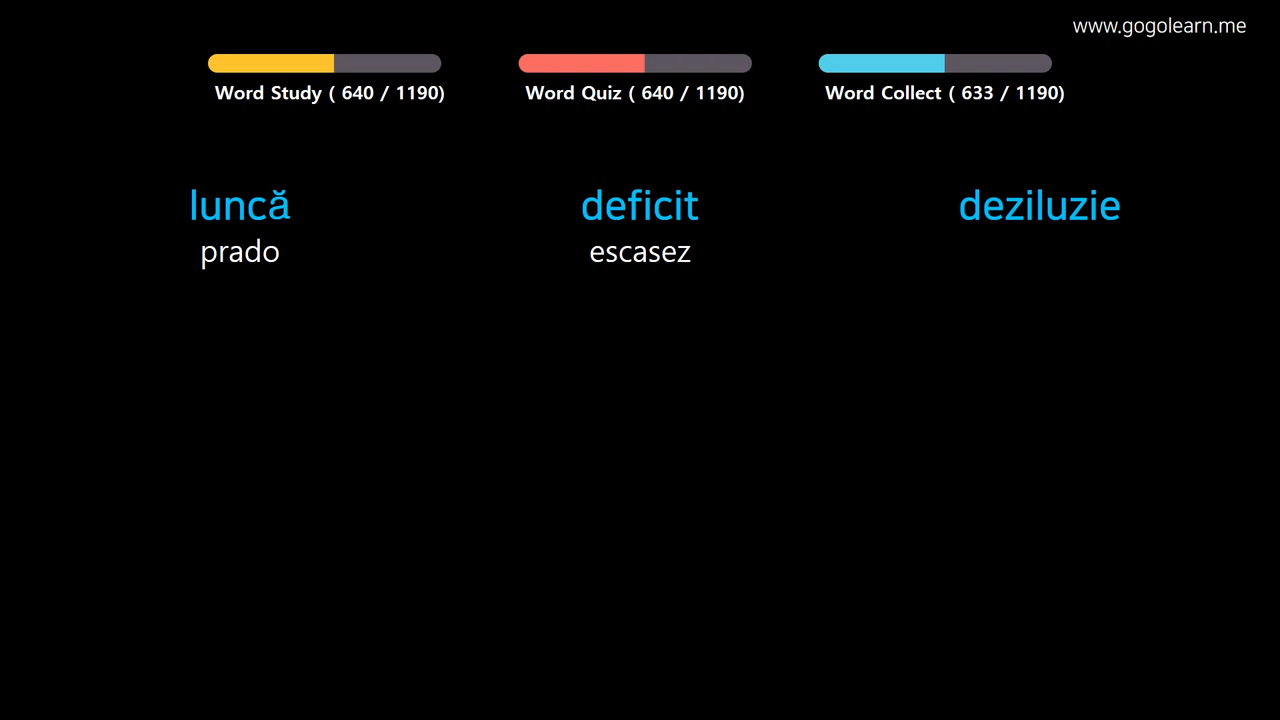 www.gogolearn.me
Word Study ( 640 / 1190)
Word Quiz ( 640 / 1190)
Word Collect ( 633 / 1190)
luncă
prado
deficit
escasez
deziluzie